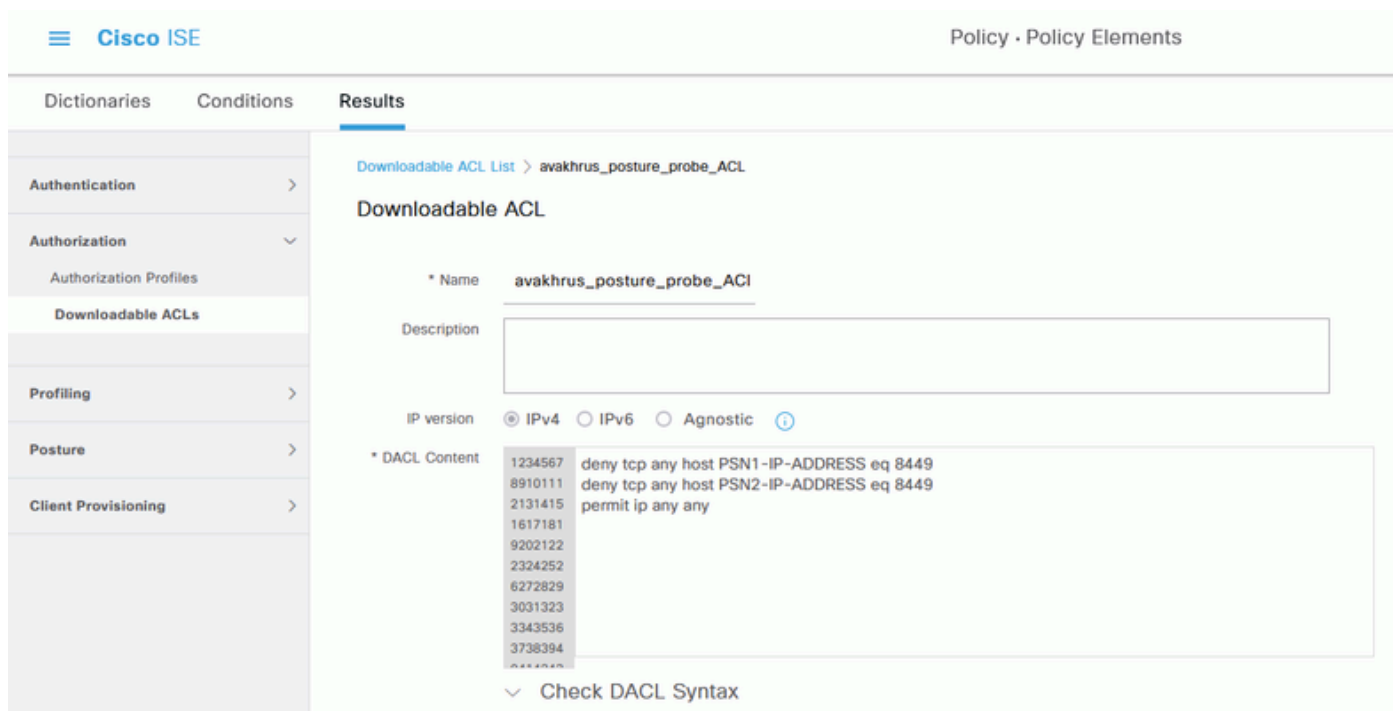 Cisco ISE
Policy · Policy Elements
Dictionaries
Conditions
Results
Authentication
Authorization
Authorization Profiles
Downloadable ACLs
Profiling
Posture
Client Provisioning
Downloadable ACL List > avakhrus_posture_probe_ACL
Downloadable ACL
* Name avakhrus_posture_probe_ACl
Description
IP version IPv4 IPv6 Agnostic
* DACL Content
1234567 deny tcp any host PSN1-IP-ADDRESS eq 8449
8910111 deny tcp any host PSN2-IP-ADDRESS eq 8449
2131415 permit ip any any
1617181
9202122
2324252
6272829
3031323
3343536
3738394
Check DACL Syntax